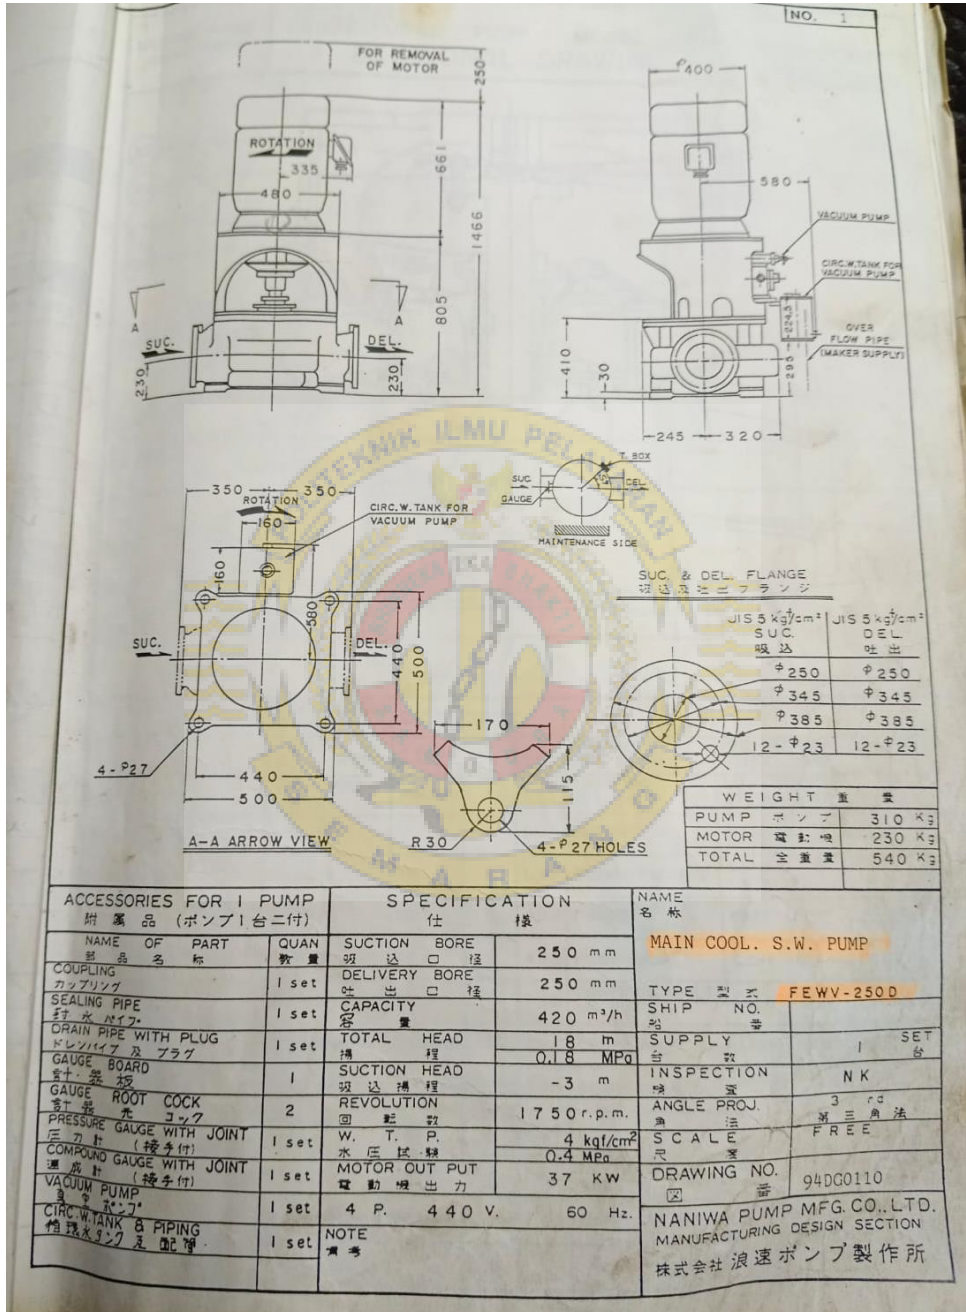 NO. 1
FOR REMOVAL
OF MOTOR
250
φ400
ROTATION
335
480
661
1466
805
580
VACUUM PUMP
CIRC.W.TANK FOR
VACUUM PUMP
A
A
SUC.
DEL.
230
230
410
30
224.5
295
OVER
FLOW PIPE
(MAKER SUPPLY)
245
320
350
350
ROTATION
160
CIRC.W.TANK FOR
VACUUM PUMP
160
580
SUC.
DEL.
440
500
4-φ27
440
500
A-A ARROW VIEW
T. BOX
SUC.
DEL.
GAUGE
MAINTENANCE SIDE
170
115
R30
4-φ27 HOLES
SUC. & DEL. FLANGE
吸込及吐出フランジ
JIS 5 kgf/cm² JIS 5 kgf/cm²
SUC. DEL.
吸込 吐出
φ250 φ250
φ345 φ345
φ385 φ385
12-φ23 12-φ23
POLITEKNIK ILMU PELAYARAN
SEMARANG
WEIGHT 重量
PUMP ポンプ 310 Kg
MOTOR 電動機 230 Kg
TOTAL 全重量 540 Kg
ACCESSORIES FOR 1 PUMP
附属品 (ポンプ1台ニ付)
NAME OF PART QUAN
部品名称 数量
COUPLING
カップリング 1 set
SEALING PIPE
封水パイプ 1 set
DRAIN PIPE WITH PLUG
ドレンパイプ及プラグ 1 set
GAUGE BOARD
計器板 1
GAUGE ROOT COCK
計器元コック 2
PRESSURE GAUGE WITH JOINT
圧力計 (接手付) 1 set
COMPOUND GAUGE WITH JOINT
連成計 (接手付) 1 set
VACUUM PUMP
真空ポンプ 1 set
CIRC.W.TANK & PIPING
循環水タンク及配管 1 set
SPECIFICATION
仕様
SUCTION BORE
吸込口径 250 mm
DELIVERY BORE
吐出口径 250 mm
CAPACITY
容量 420 m³/h
TOTAL HEAD 18 m
揚程 0.18 MPa
SUCTION HEAD
吸込揚程 -3 m
REVOLUTION
回転数 1750 r.p.m.
W. T. P. 4 kgf/cm²
水圧試験 0.4 MPa
MOTOR OUT PUT
電動機出力 37 KW
4 P. 440 V. 60 Hz.
NOTE
備考
NAME
名称
MAIN COOL. S.W. PUMP
TYPE 型式 FEWV-250D
SHIP NO.
船番
SUPPLY 1 SET
台数 台
INSPECTION NK
検査
ANGLE PROJ. 3 rd
角法 第三角法
SCALE FREE
尺度
DRAWING NO. 94DG0110
図番
NANIWA PUMP MFG. CO., LTD.
MANUFACTURING DESIGN SECTION
株式会社 浪速ポンプ製作所